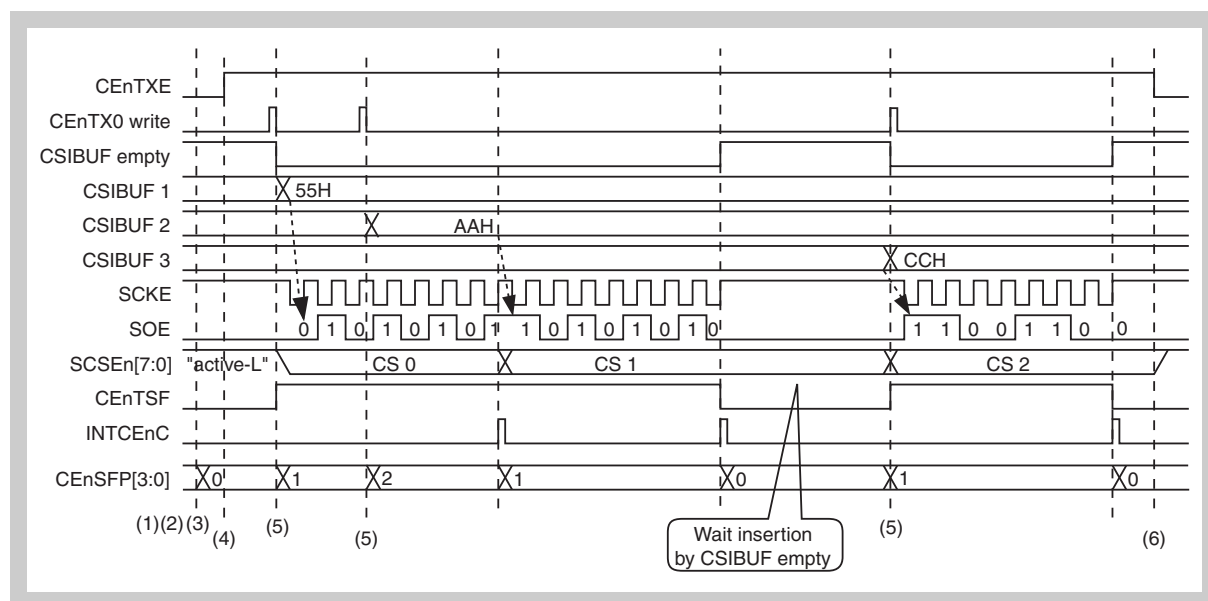 CEnTXE
CEnTX0 write
CSIBUF empty
CSIBUF 1 55H
CSIBUF 2 AAH
CSIBUF 3 CCH
SCKE
SOE 0 1 0 1 0 1 0 1 1 0 1 0 1 0 1 0 1 1 0 0 1 1 0 0
SCSEn[7:0] "active-L" CS 0 CS 1 CS 2
CEnTSF
INTCEnC
CEnSFP[3:0] 0 1 2 1 0 1 0
(1)(2)(3) (4) (5) (5) (5) (6)
Wait insertion
by CSIBUF empty